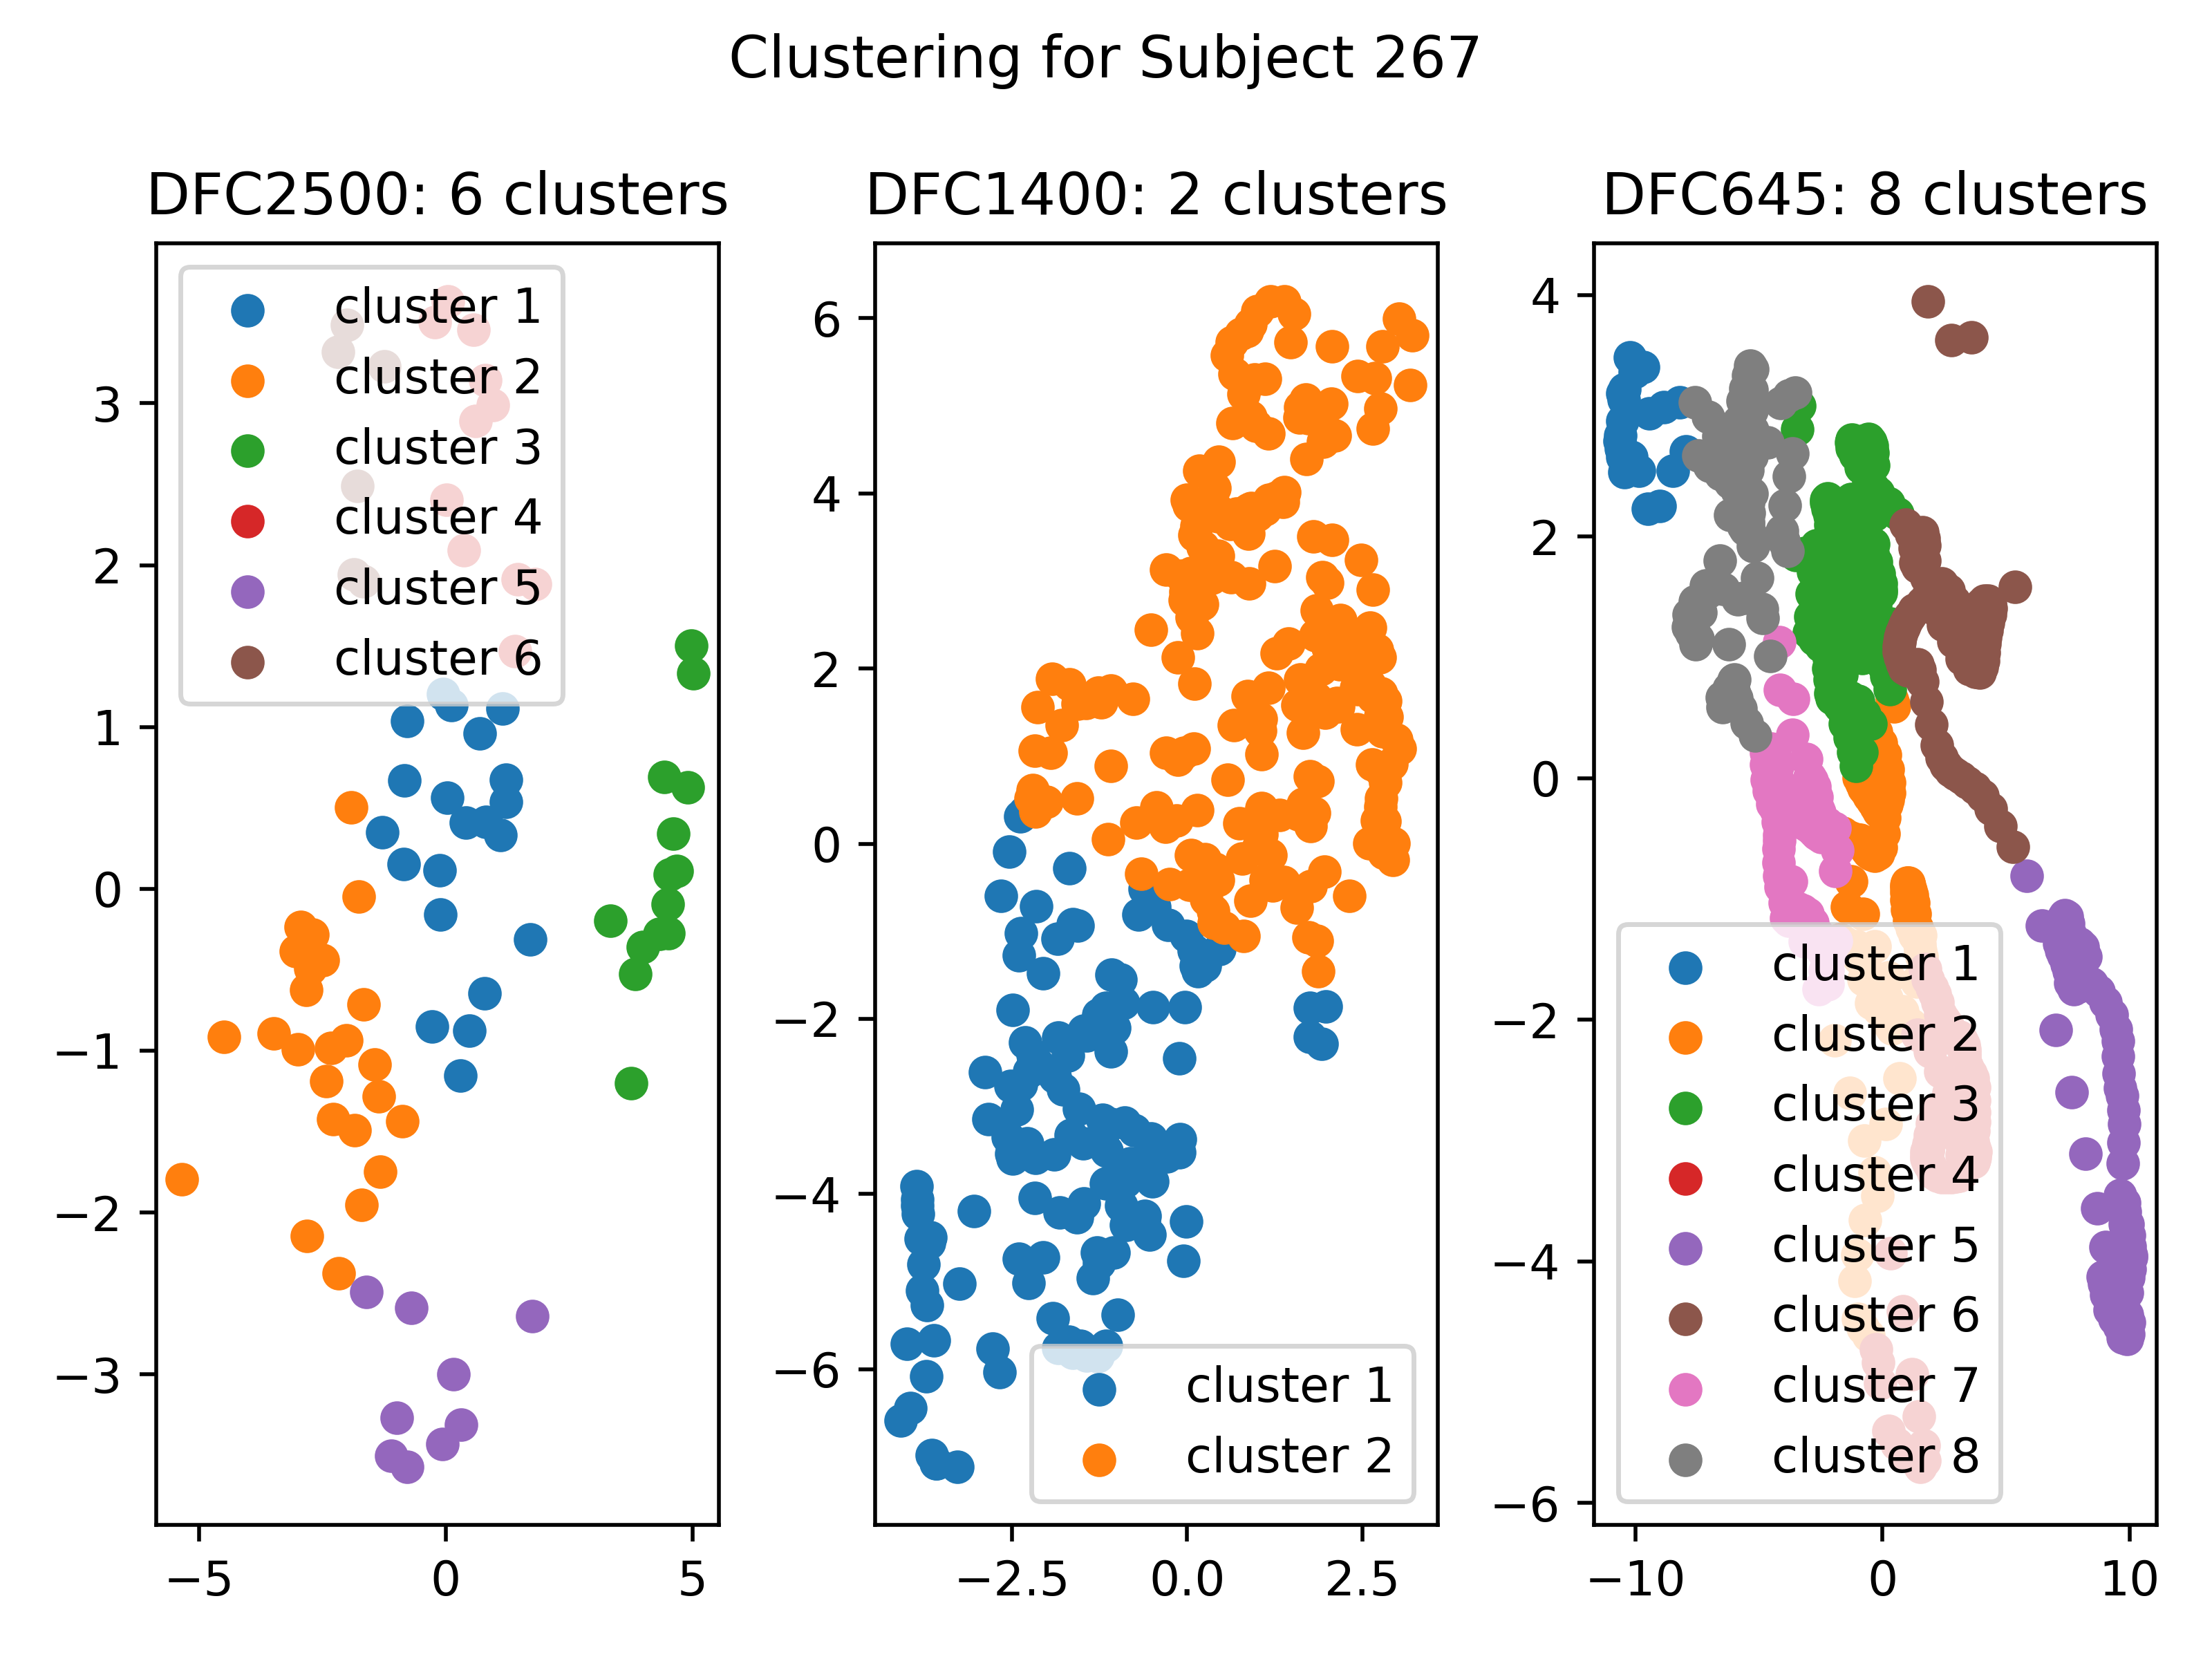 Clustering for Subject 267
DFC2500: 6 clusters
DFC1400: 2 clusters
DFC645: 8 clusters
cluster 1
cluster 2
cluster 3
cluster 4
cluster 5
cluster 6
3
2
1
0
−1
−2
−3
−5
0
5
6
4
2
0
−2
−4
−6
cluster 1
cluster 2
−2.5
0.0
2.5
4
2
0
−2
−4
−6
cluster 1
cluster 2
cluster 3
cluster 4
cluster 5
cluster 6
cluster 7
cluster 8
−10
0
10